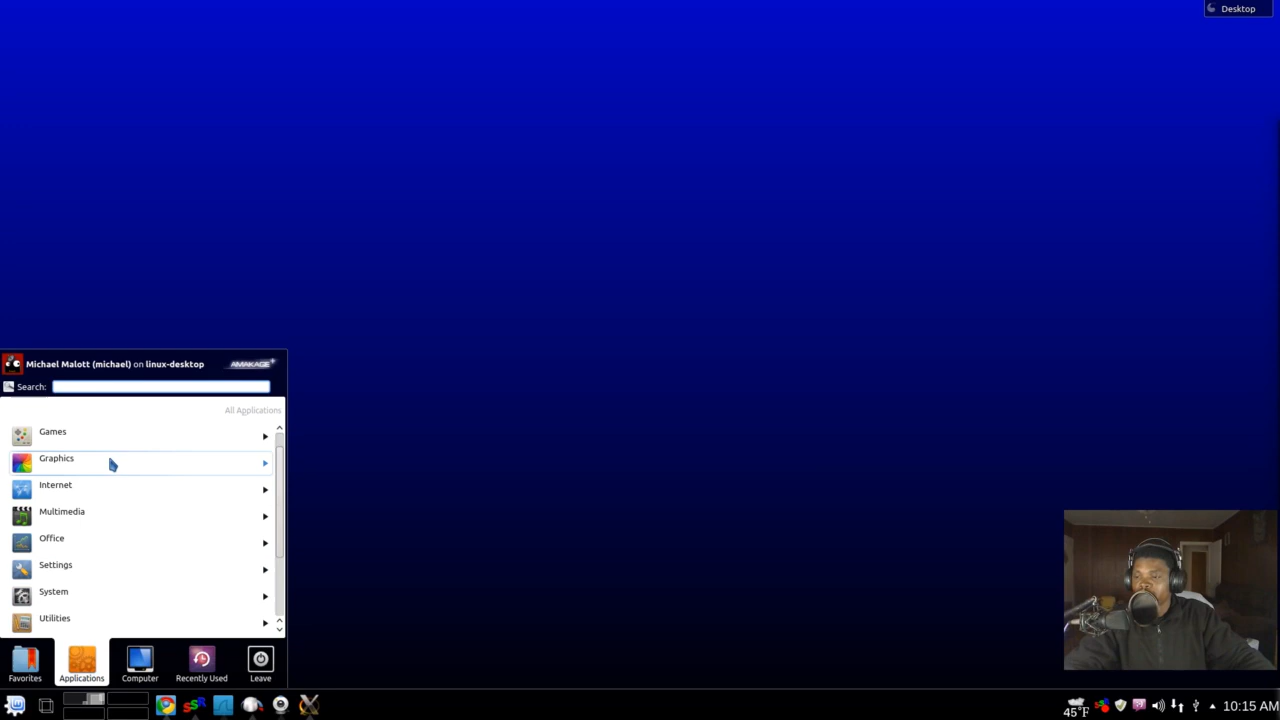 Desktop
Michael Malott (michael) on linux-desktop
AMAKAGE
Search:
All Applications
Games
Graphics
Internet
Multimedia
Office
Settings
System
Utilities
Favorites
Applications
Computer
Recently Used
Leave
45°F
10:15 AM